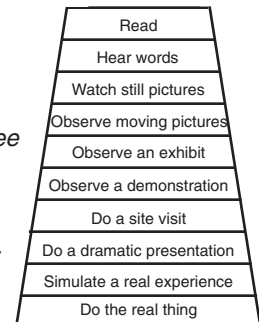 Read
Hear words
Watch still pictures
Observe moving pictures
ee
Observe an exhibit
Observe a demonstration
Do a site visit
Do a dramatic presentation
Simulate a real experience
Do the real thing